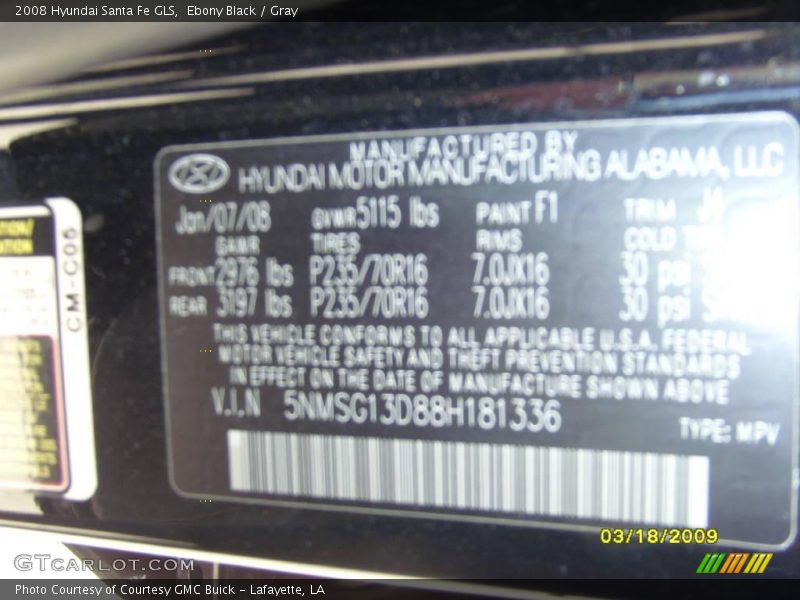 2008 Hyundai Santa Fe GLS, Ebony Black / Gray
MANUFACTURED BY
HYUNDAI MOTOR MANUFACTURING ALABAMA, LLC
Jan/07/08 GVWR 5115 lbs PAINT F1 TRIM
GAWR TIRES RIMS COLD
FRONT 2976 lbs P235/70R16 7.0JX16 30 psi
REAR 3197 lbs P235/70R16 7.0JX16 30 psi
THIS VEHICLE CONFORMS TO ALL APPLICABLE U.S.A. FEDERAL
MOTOR VEHICLE SAFETY AND THEFT PREVENTION STANDARDS
IN EFFECT ON THE DATE OF MANUFACTURE SHOWN ABOVE
V.I.N 5NMSG13D88H181336
TYPE: MPV
CM-C05
03/18/2009
GTcarlot.com
Photo Courtesy of Courtesy GMC Buick - Lafayette, LA